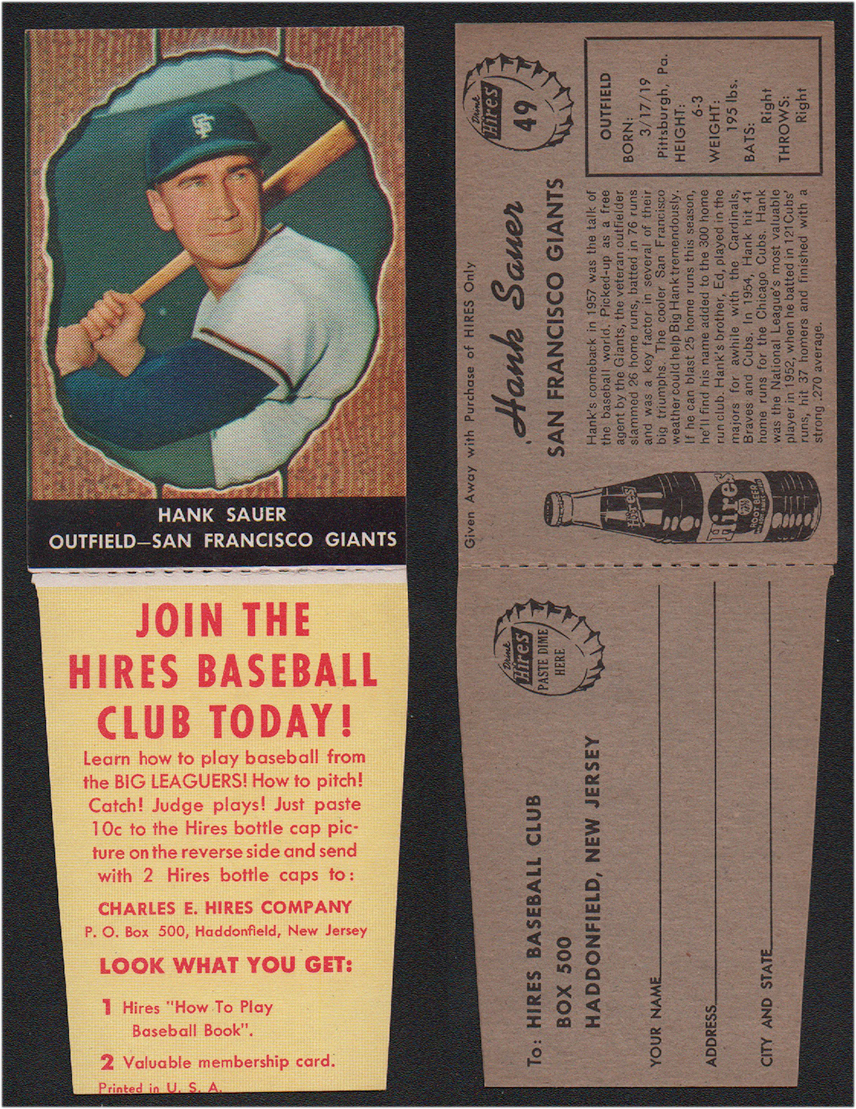 HANK SAUER
OUTFIELD—SAN FRANCISCO GIANTS
JOIN THE
HIRES BASEBALL
CLUB TODAY!
Learn how to play baseball from
the BIG LEAGUERS! How to pitch!
Catch! Judge plays! Just paste
10c to the Hires bottle cap pic-
ture on the reverse side and send
with 2 Hires bottle caps to:
CHARLES E. HIRES COMPANY
P. O. Box 500, Haddonfield, New Jersey
LOOK WHAT YOU GET:
1 Hires "How To Play
Baseball Book".
2 Valuable membership card.
Printed in U. S. A.
Given Away with Purchase of HIRES Only
Drink
Hires
49
Hank Sauer
SAN FRANCISCO GIANTS
OUTFIELD
BORN:
3/17/19
Pittsburgh, Pa.
HEIGHT:
6-3
WEIGHT:
195 lbs.
BATS:
Right
THROWS:
Right
Hank's comeback in 1957 was the talk of
the baseball world. Picked-up as a free
agent by the Giants, the veteran outfielder
slammed 26 home runs, batted in 76 runs
and was a key factor in several of their
big triumphs. The cooler San Francisco
weather could help Big Hank tremendously.
If he can blast 25 home runs this season,
he'll find his name added to the 300 home
run club. Hank's brother, Ed, played in the
majors for awhile with the Cardinals,
Braves and Cubs. In 1954, Hank hit 41
home runs for the Chicago Cubs. Hank
was the National League's most valuable
player in 1952, when he batted in 121 Cubs'
runs, hit 37 homers and finished with a
strong .270 average.
Hires
Hires
ROOT BEER
Drink
Hires
PASTE DIME
HERE
To: HIRES BASEBALL CLUB
BOX 500
HADDONFIELD, NEW JERSEY
YOUR NAME
ADDRESS
CITY AND STATE